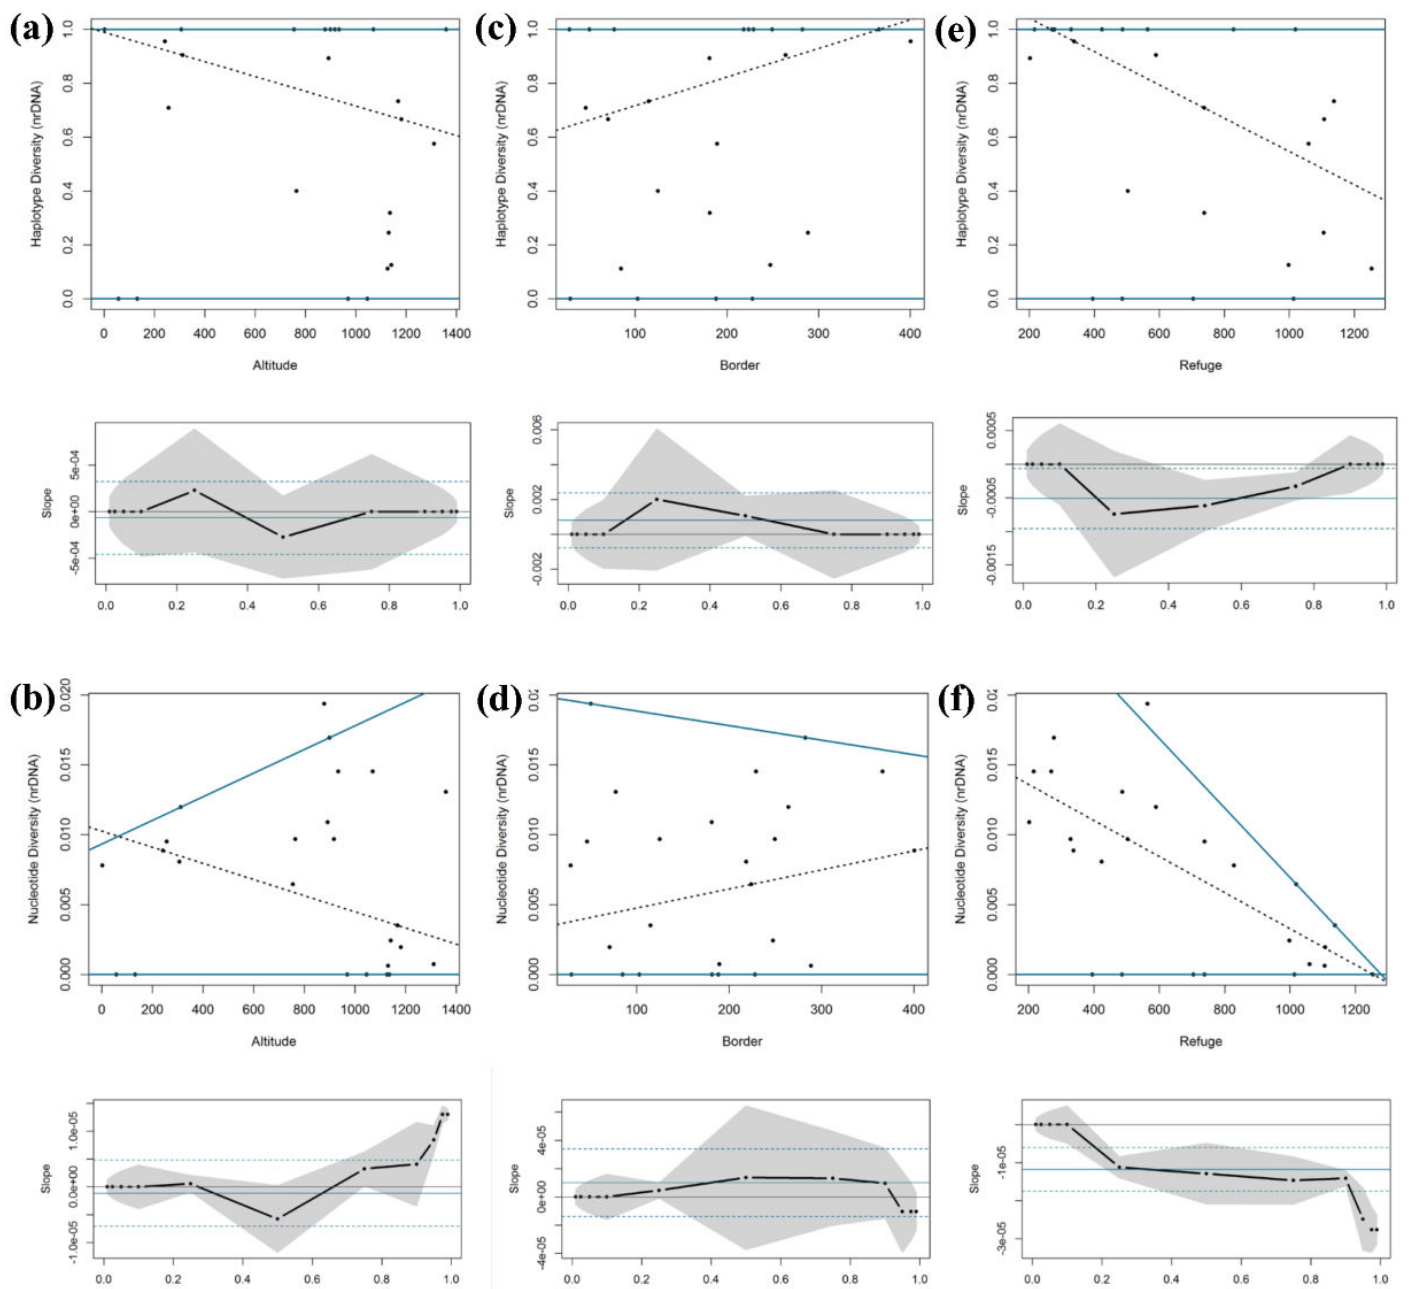 (a)
Haplotype Diversity (nrDNA)
1.0
0.8
0.6
0.4
0.2
0.0
0 200 400 600 800 1000 1200 1400
Altitude
Slope
5e-04
0e+00
-5e-04
0.0 0.2 0.4 0.6 0.8 1.0
(c)
Haplotype Diversity (nrDNA)
1.0
0.8
0.6
0.4
0.2
0.0
100 200 300 400
Border
Slope
0.006
0.002
-0.002
0.0 0.2 0.4 0.6 0.8 1.0
(e)
Haplotype Diversity (nrDNA)
1.0
0.8
0.6
0.4
0.2
0.0
200 400 600 800 1000 1200
Refuge
Slope
0.0005
-0.0005
-0.0015
0.0 0.2 0.4 0.6 0.8 1.0
(b)
Nucleotide Diversity (nrDNA)
0.020
0.015
0.010
0.005
0.000
0 200 400 600 800 1000 1200 1400
Altitude
Slope
1.0e-05
0.0e+00
-1.0e-05
0.0 0.2 0.4 0.6 0.8 1.0
(d)
Nucleotide Diversity (nrDNA)
0.015
0.010
0.005
0.000
100 200 300 400
Border
Slope
4e-05
0e+00
-4e-05
0.0 0.2 0.4 0.6 0.8 1.0
(f)
Nucleotide Diversity (nrDNA)
0.015
0.010
0.005
0.000
200 400 600 800 1000 1200
Refuge
Slope
-1e-05
-3e-05
0.0 0.2 0.4 0.6 0.8 1.0